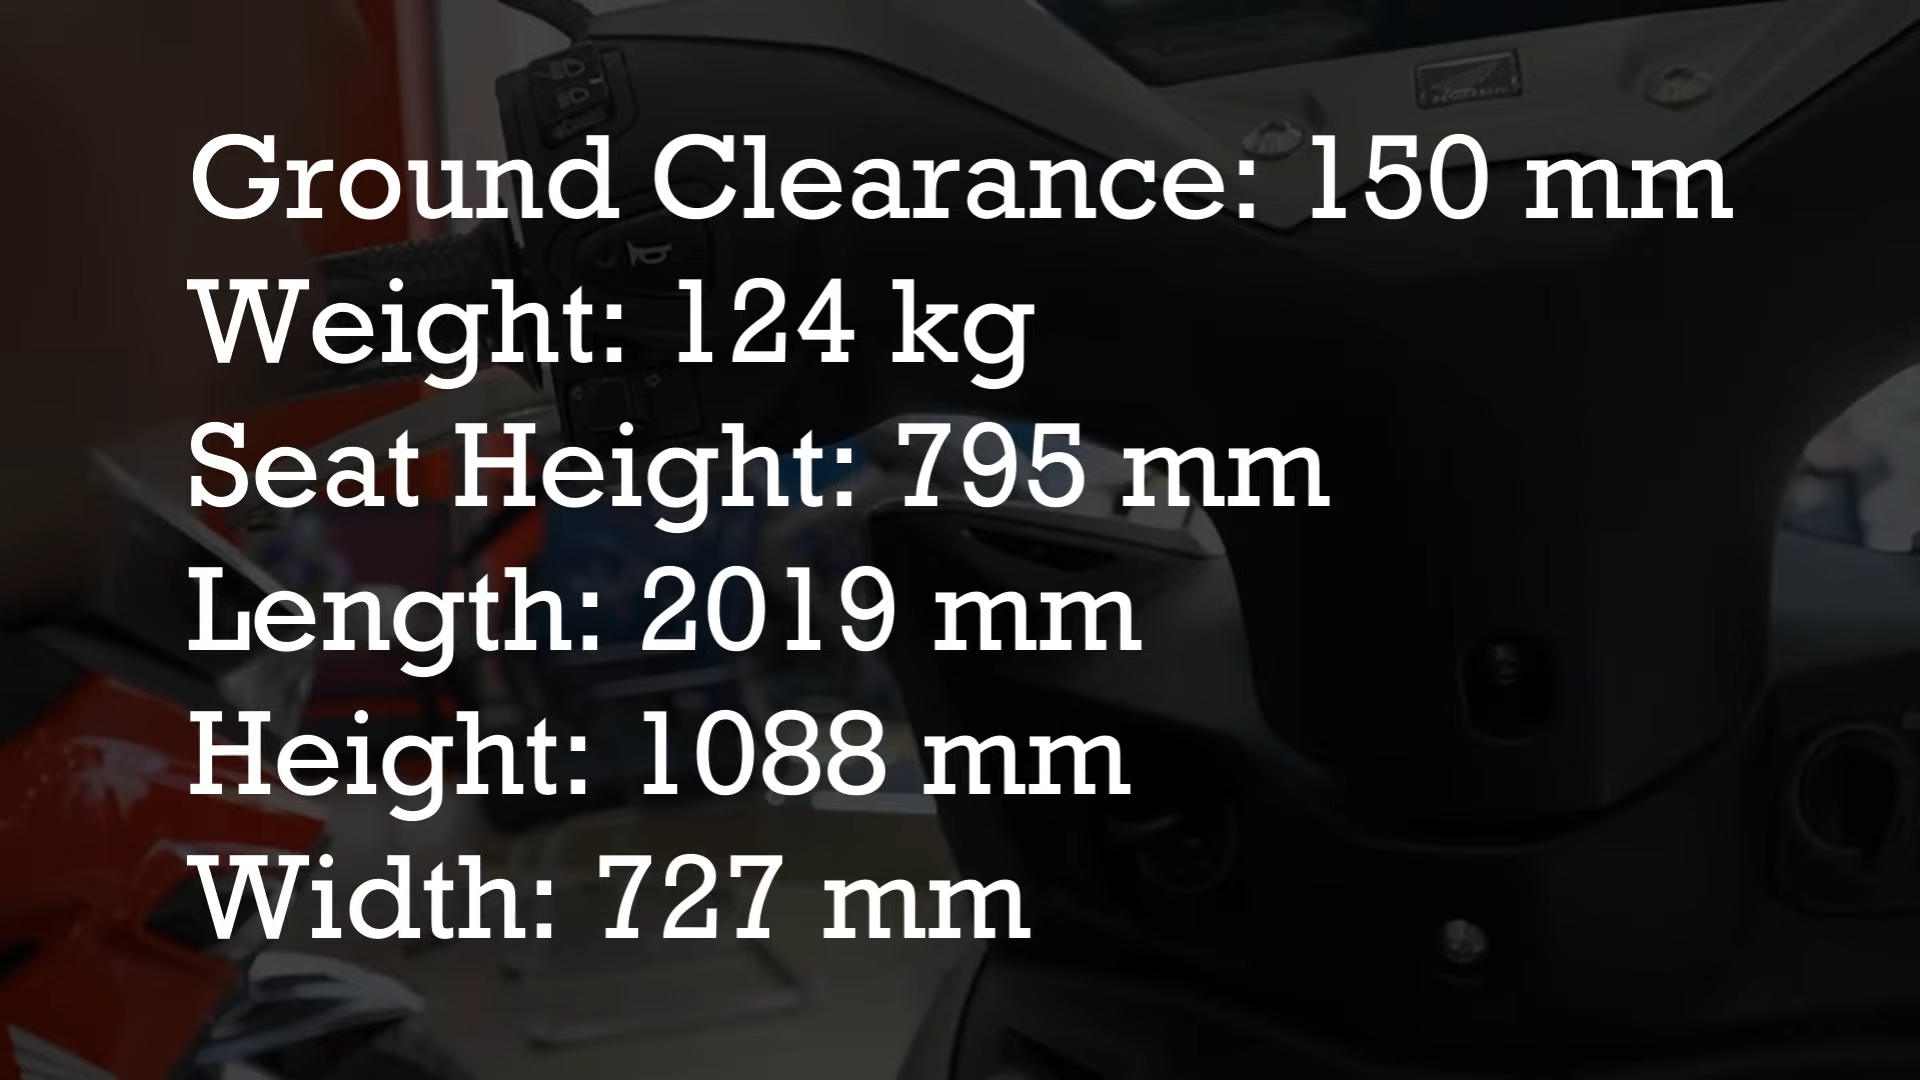 Ground Clearance: 150 mm
Weight: 124 kg
Seat Height: 795 mm
Length: 2019 mm
Height: 1088 mm
Width: 727 mm